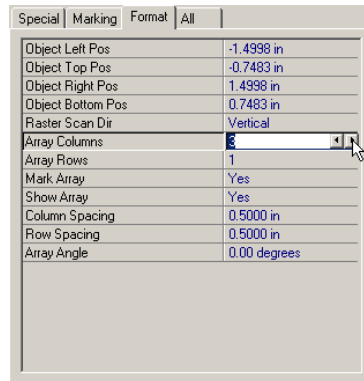 Special Marking Format All
Object Left Pos -1.4998 in
Object Top Pos -0.7483 in
Object Right Pos 1.4998 in
Object Bottom Pos 0.7483 in
Raster Scan Dir Vertical
Array Columns 3
Array Rows 1
Mark Array Yes
Show Array Yes
Column Spacing 0.5000 in
Row Spacing 0.5000 in
Array Angle 0.00 degrees